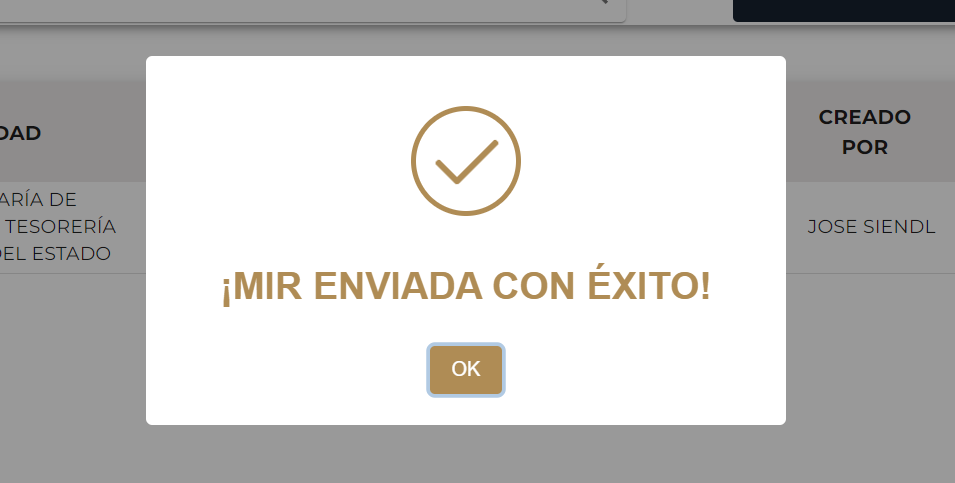 DAD
CREADO
POR
ARÍA DE
TESORERÍA
DEL ESTADO
JOSE SIENDL
¡MIR ENVIADA CON ÉXITO!
OK